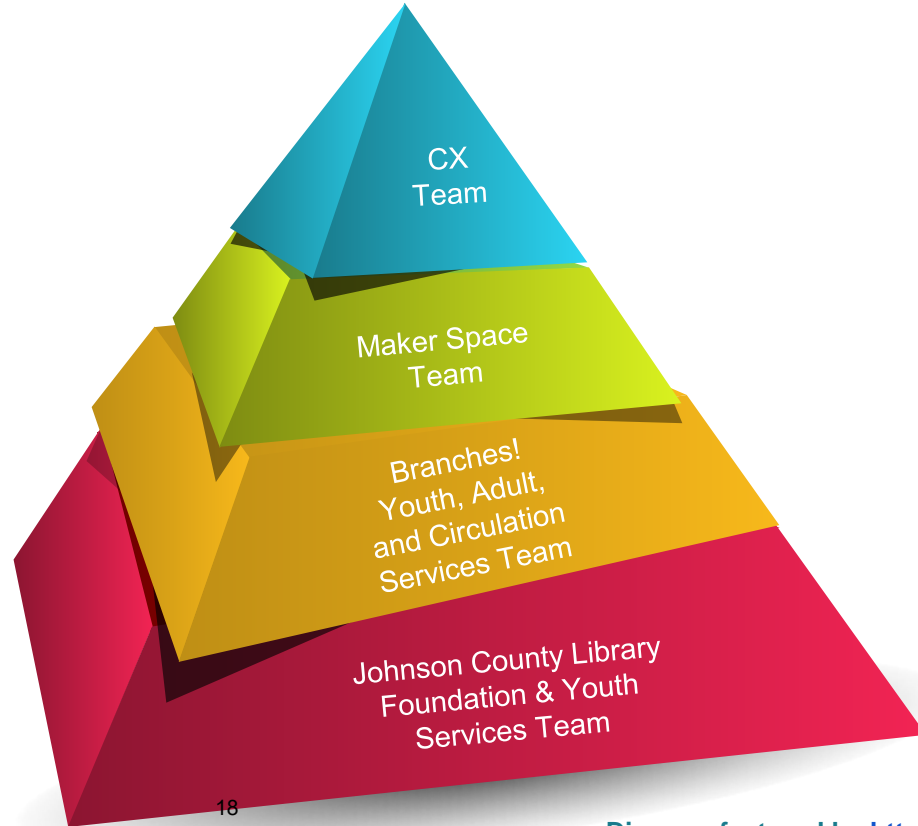 CX
Team
Maker Space
Team
Branches!
Youth, Adult,
and Circulation
Services Team
Johnson County Library
Foundation & Youth
Services Team
18